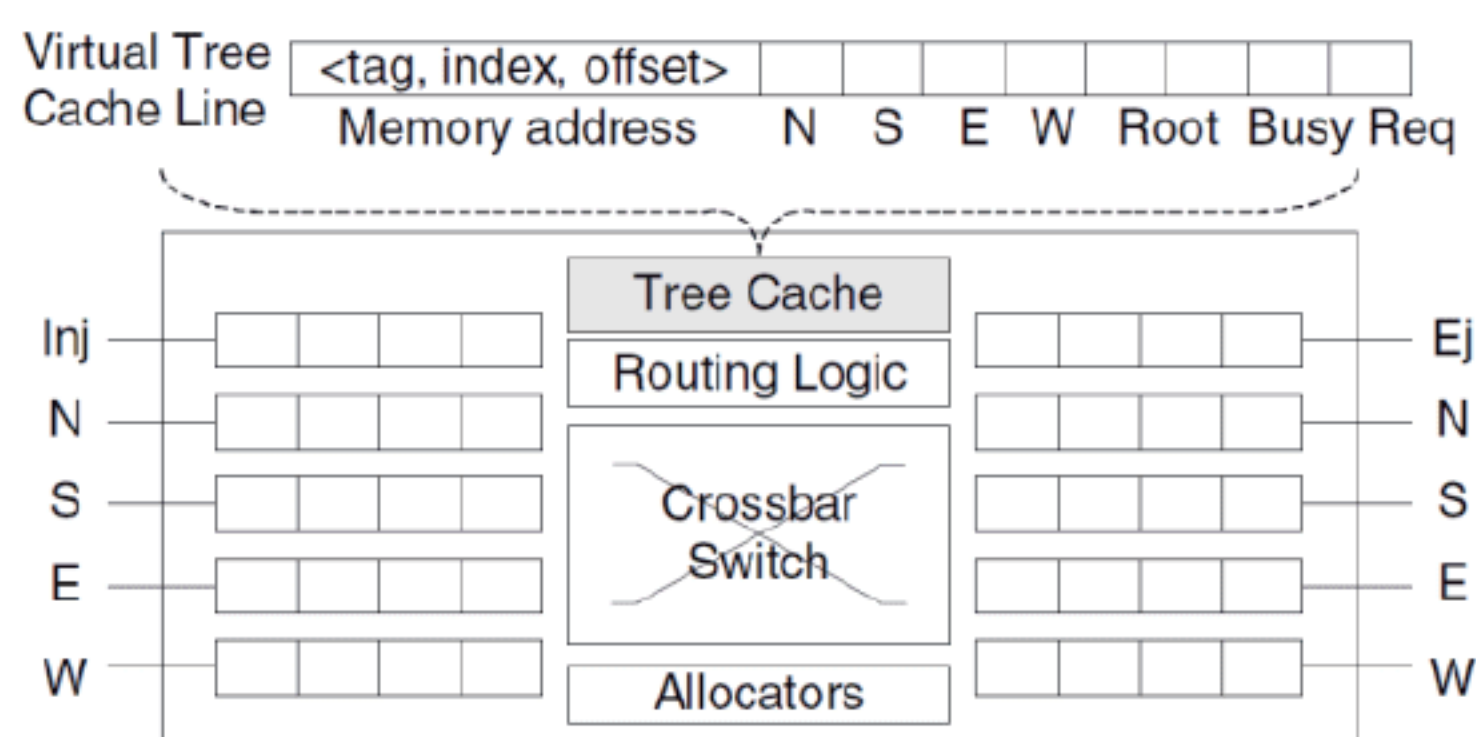 Virtual Tree
Cache Line
<tag, index, offset>
Memory address N S E W Root Busy Req
Tree Cache
Inj Ej
Routing Logic
N N
S Crossbar S
Switch
E E
W Allocators W